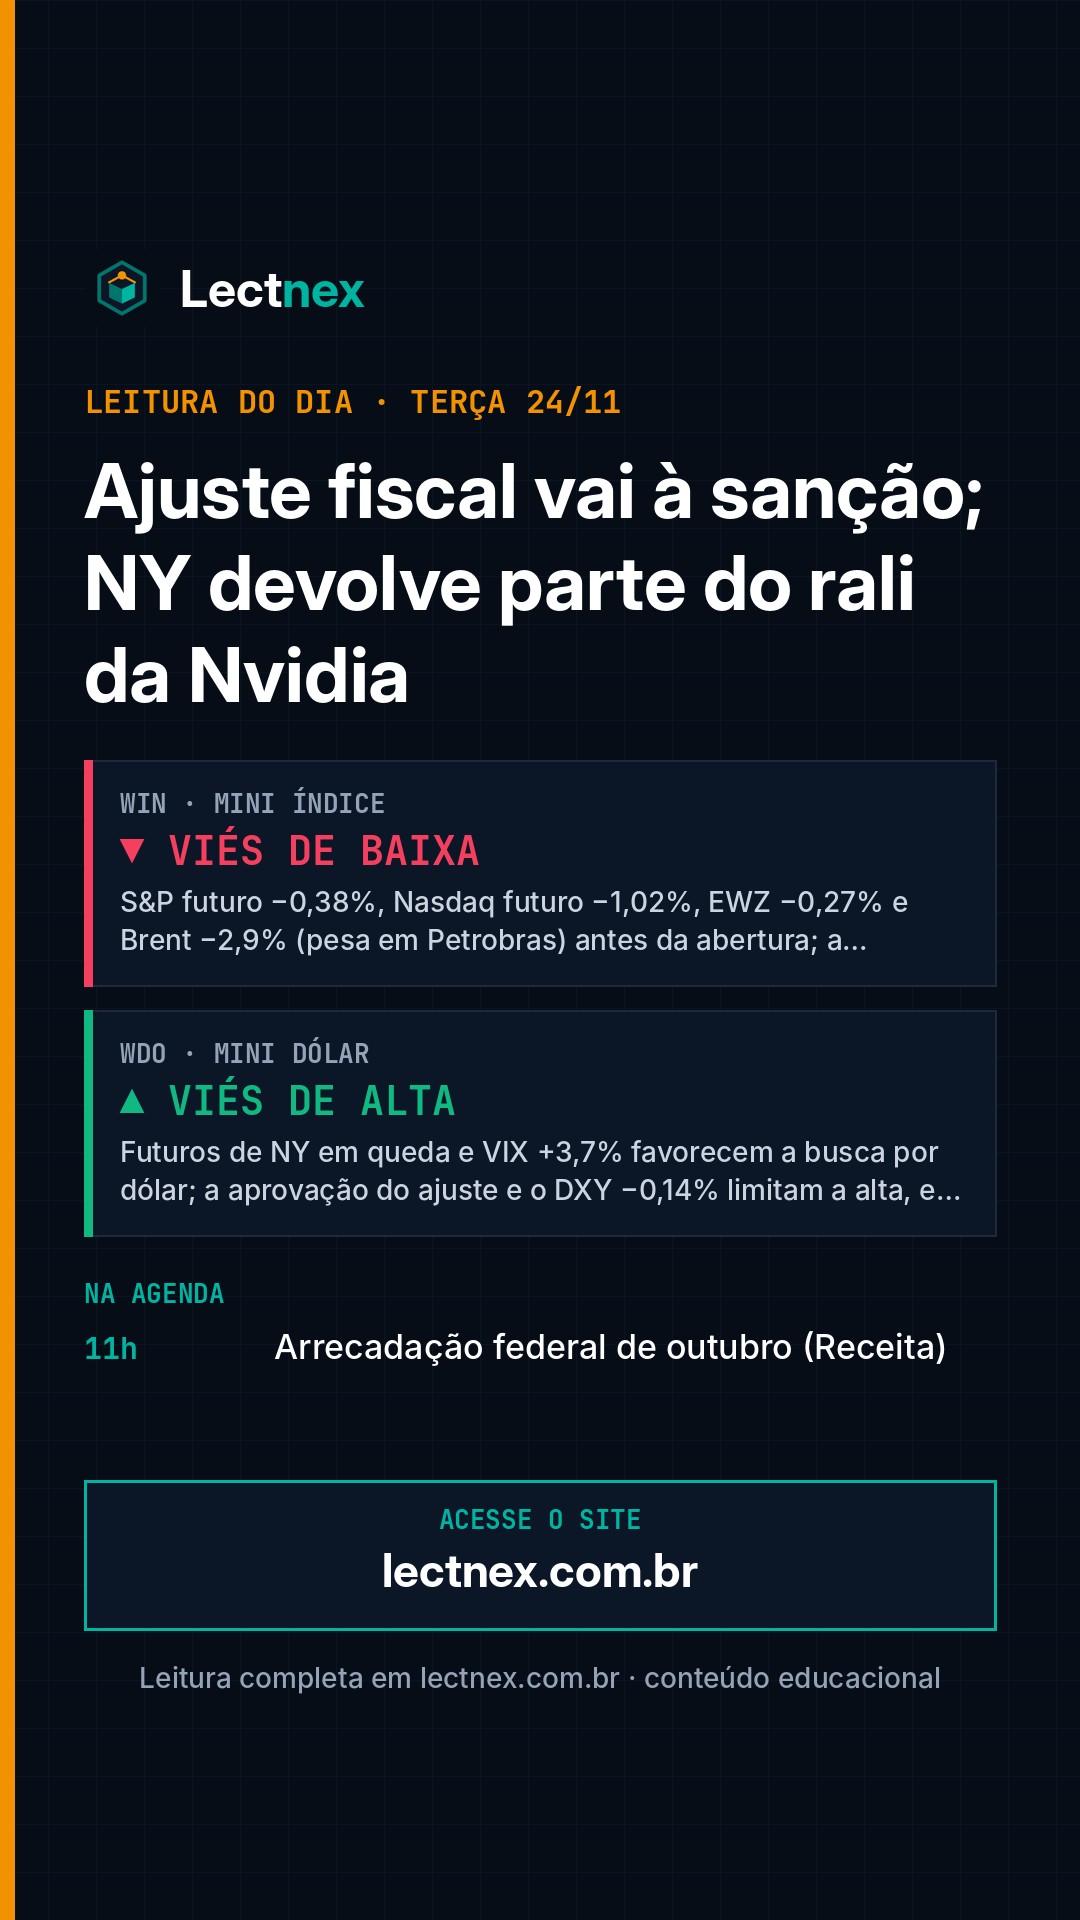 Lectnex
LEITURA DO DIA · TERÇA 24/11
Ajuste fiscal vai à sanção;
NY devolve parte do rali
da Nvidia
WIN · MINI ÍNDICE
▼ VIÉS DE BAIXA
S&P futuro −0,38%, Nasdaq futuro −1,02%, EWZ −0,27% e
Brent −2,9% (pesa em Petrobras) antes da abertura; a…
WDO · MINI DÓLAR
▲ VIÉS DE ALTA
Futuros de NY em queda e VIX +3,7% favorecem a busca por
dólar; a aprovação do ajuste e o DXY −0,14% limitam a alta, e…
NA AGENDA
11h Arrecadação federal de outubro (Receita)
ACESSE O SITE
lectnex.com.br
Leitura completa em lectnex.com.br · conteúdo educacional